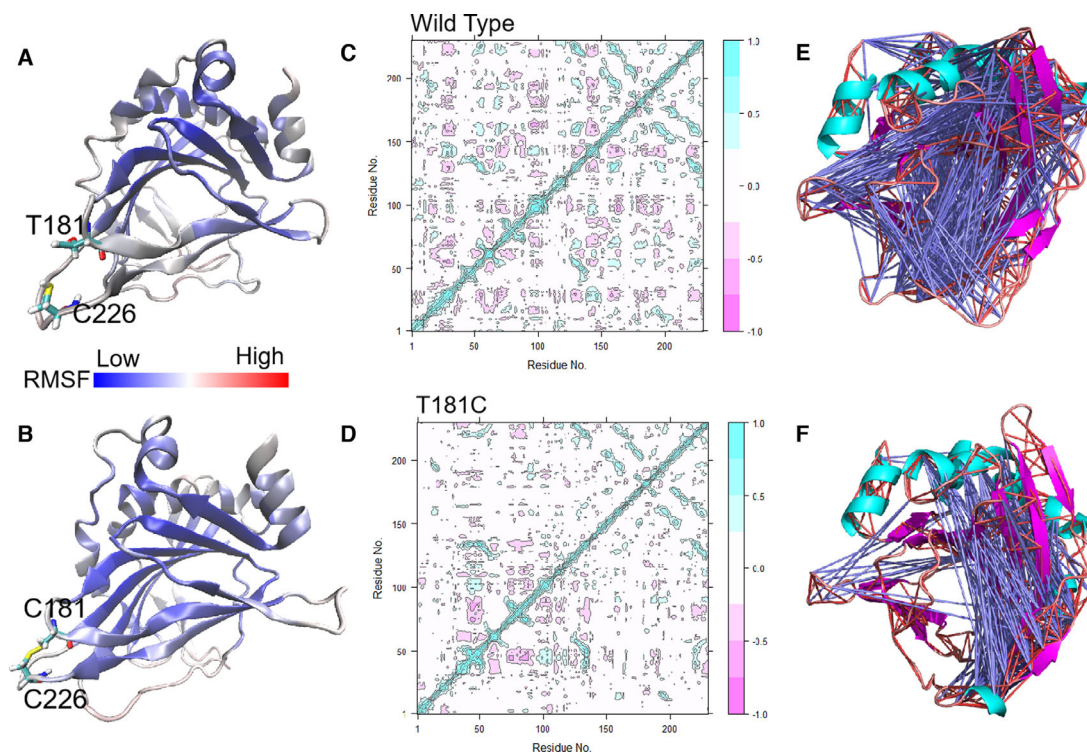 A
T181
C226
Low High
RMSF
B
C181
C226
C
Wild Type
Residue No.
200
150
100
50
1
1 50 100 150 200
Residue No.
1.0
0.5
0.0
-0.5
-1.0
D
T181C
Residue No.
200
150
100
50
1
1 50 100 150 200
Residue No.
1.0
0.5
0.0
-0.5
-1.0
E
F